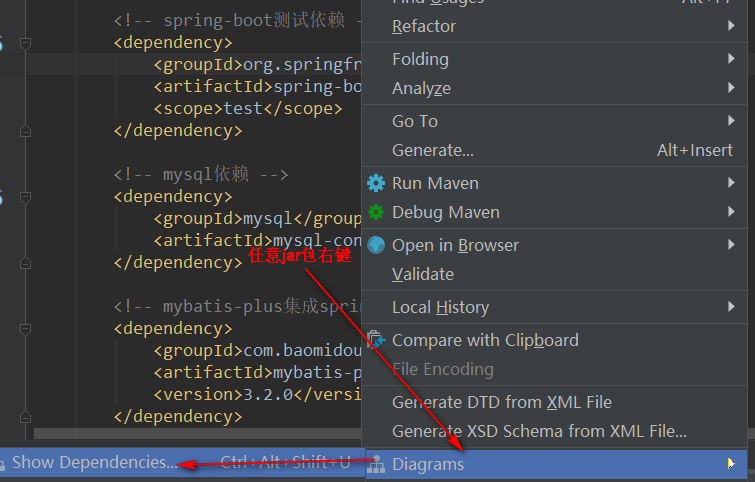 <!-- spring-boot测试依赖 -
<dependency>
<groupId>org.springfr
<artifactId>spring-bo
<scope>test</scope>
</dependency>
<!-- mysql依赖 -->
<dependency>
<groupId>mysql</group
<artifactId>mysql-con
</dependency>
<!-- mybatis-plus集成spri
<dependency>
<groupId>com.baomidou
<artifactId>mybatis-p
<version>3.2.0</versi
</dependency>
任意jar包右键
Find Usages Alt+F7
Refactor
Folding
Analyze
Go To
Generate... Alt+Insert
Run Maven
Debug Maven
Open in Browser
Validate
Local History
Compare with Clipboard
File Encoding
Generate DTD from XML File
Generate XSD Schema from XML File...
Diagrams
Show Dependencies... Ctrl+Alt+Shift+U